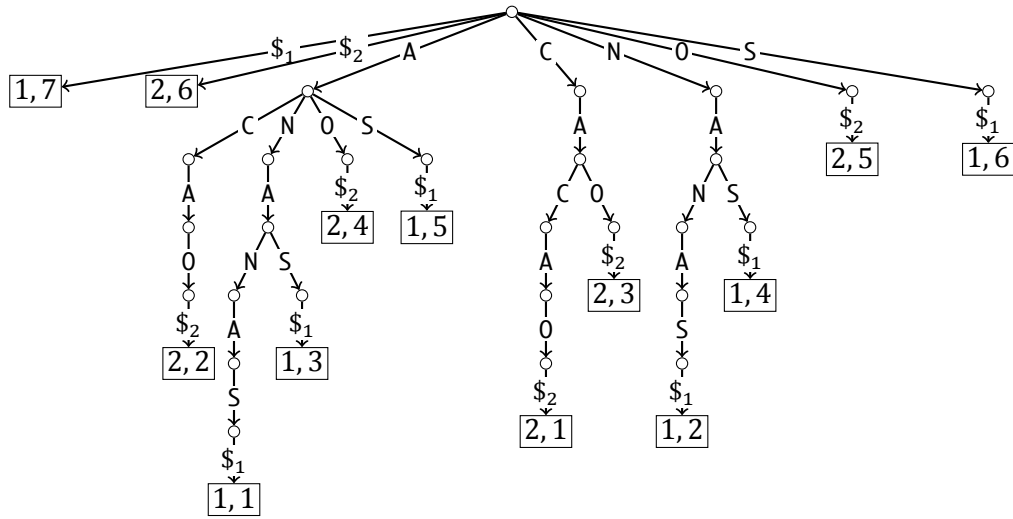 $₁ $₂ A C N O S
1, 7 2, 6
C N O S A A $₂ $₁
2, 5 1, 6
A A $₂ $₁ C O N S
2, 4 1, 5
O N S A $₂ A $₁
2, 3 1, 4
$₂ A $₁ O S
2, 2 1, 3
S $₂ $₁
2, 1 1, 2
$₁
1, 1